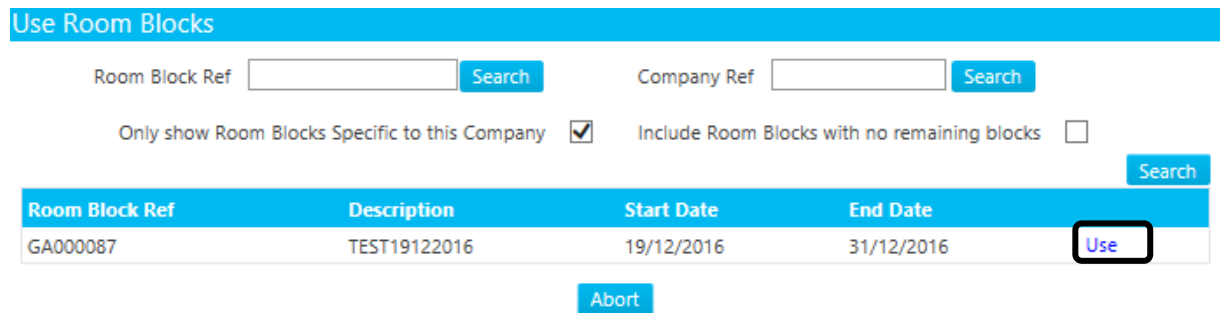 Use Room Blocks
Room Block Ref Search Company Ref Search
Only show Room Blocks Specific to this Company Include Room Blocks with no remaining blocks
Search
Room Block Ref Description Start Date End Date
GA000087 TEST19122016 19/12/2016 31/12/2016 Use
Abort